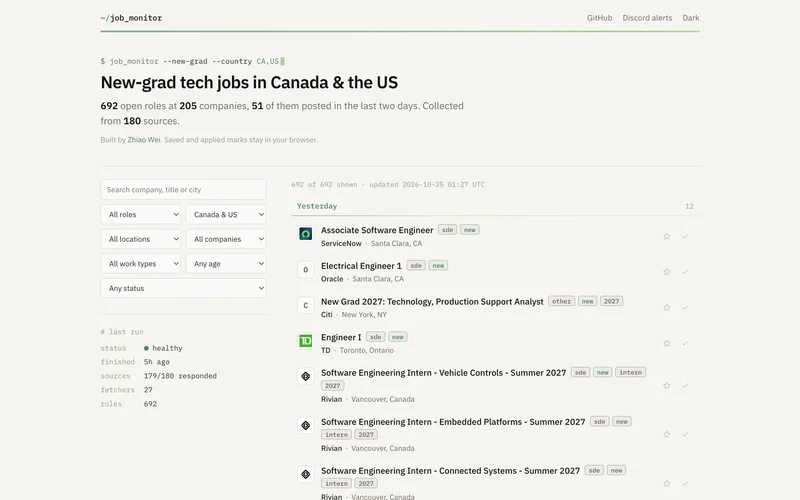 ~/job_monitor
GitHub Discord alerts Dark
$ job_monitor --new-grad --country CA,US
New-grad tech jobs in Canada & the US
692 open roles at 205 companies, 51 of them posted in the last two days. Collected
from 180 sources.
Built by Zhiao Wei. Saved and applied marks stay in your browser.
Search company, title or city
All roles Canada & US
All locations All companies
All work types Any age
Any status
# last run
status healthy
finished 5h ago
sources 179/180 responded
fetchers 27
roles 692
e92 of 692 shown · updated 2026-10-25 01:27 UTC
Yesterday 12
Associate Software Engineer sde new
ServiceNow · Santa Clara, CA
O
Electrical Engineer 1 sde new
Oracle · Santa Clara, CA
C
New Grad 2027: Technology, Production Support Analyst other new 2027
Citi · New York, NY
TD
Engineer I sde new
TD · Toronto, Ontario
Software Engineering Intern - Vehicle Controls - Summer 2027 sde new intern
2027
Rivian · Vancouver, Canada
Software Engineering Intern - Embedded Platforms - Summer 2027 sde new
intern 2027
Rivian · Vancouver, Canada
Software Engineering Intern - Connected Systems - Summer 2027 sde new
intern 2027
Rivian · Vancouver, Canada